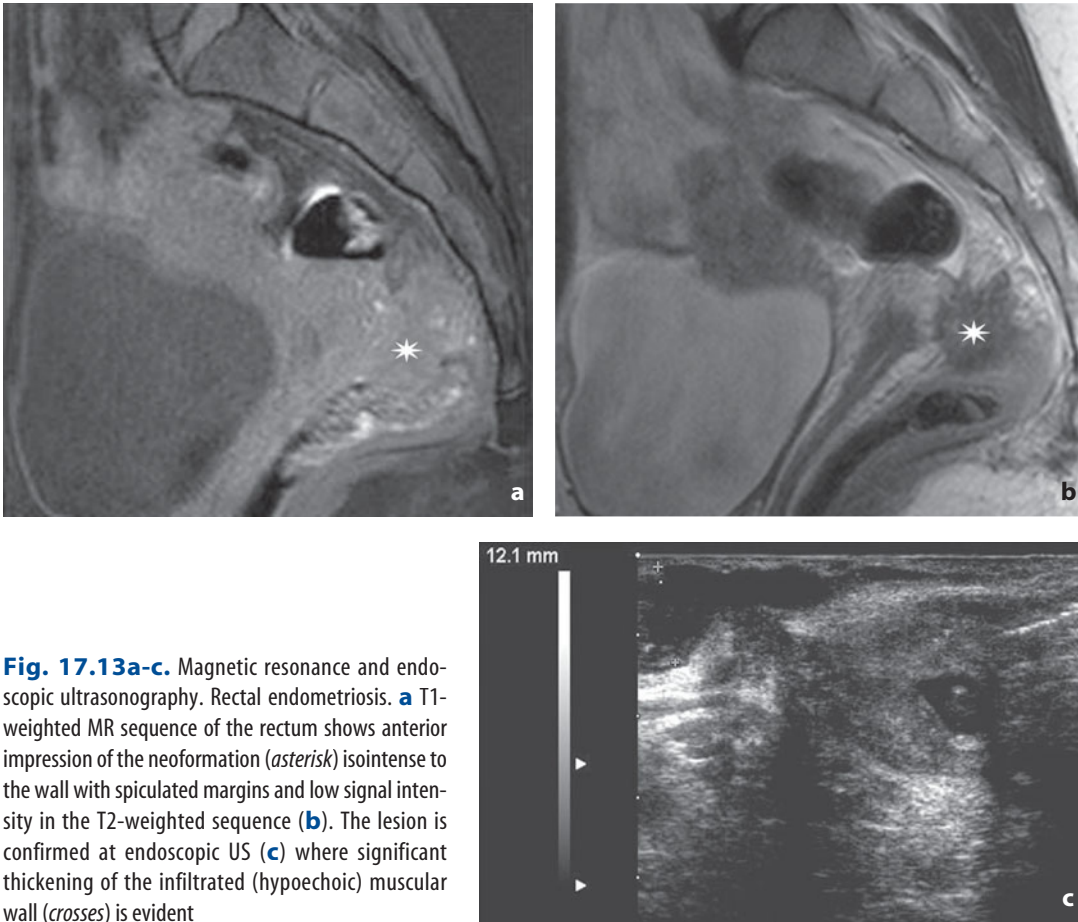 a
b
12.1 mm
Fig. 17.13a-c. Magnetic resonance and endo-
scopic ultrasonography. Rectal endometriosis. a T1-
weighted MR sequence of the rectum shows anterior
impression of the neoformation (asterisk) isointense to
the wall with spiculated margins and low signal inten-
sity in the T2-weighted sequence (b). The lesion is
confirmed at endoscopic US (c) where significant
thickening of the infiltrated (hypoechoic) muscular
wall (crosses) is evident
c